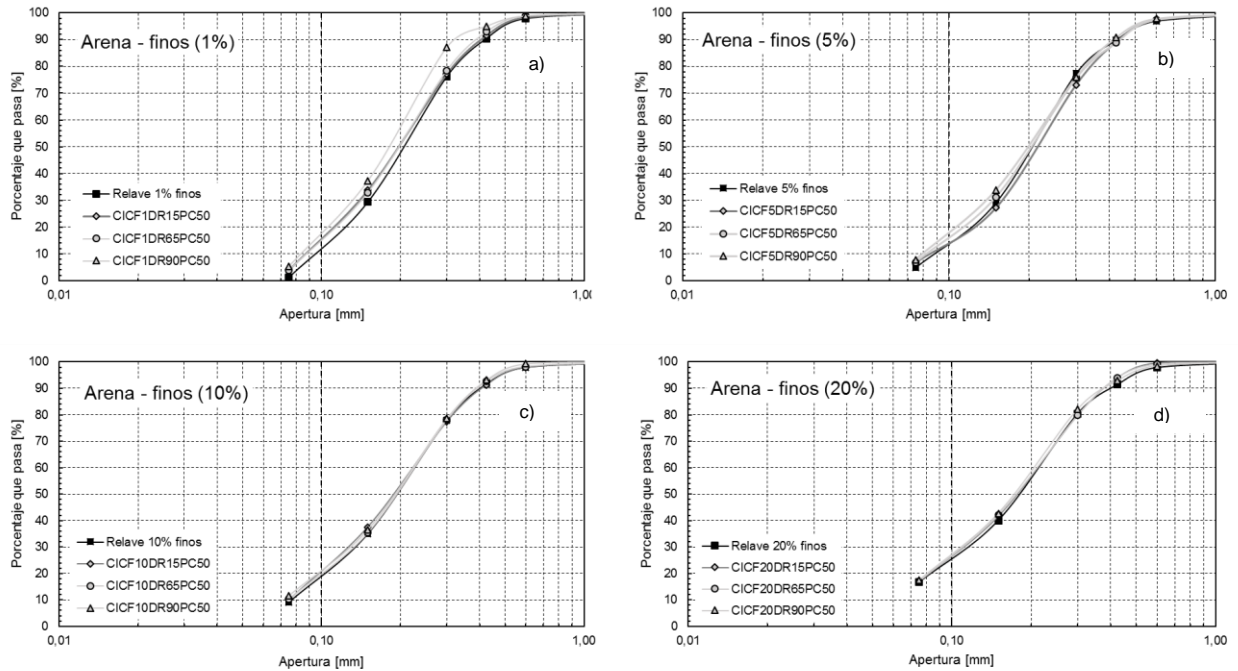 Arena - finos (1%)
a)
Porcentaje que pasa [%]
100
90
80
70
60
50
40
30
20
10
0
Relave 1% finos
CICF1DR15PC50
CICF1DR65PC50
CICF1DR90PC50
0,01
0,10
1,00
Apertura [mm]
Arena - finos (5%)
b)
Porcentaje que pasa [%]
100
90
80
70
60
50
40
30
20
10
0
Relave 5% finos
CICF5DR15PC50
CICF5DR65PC50
CICF5DR90PC50
0,01
0,10
1,00
Apertura [mm]
Arena - finos (10%)
c)
Porcentaje que pasa [%]
100
90
80
70
60
50
40
30
20
10
0
Relave 10% finos
CICF10DR15PC50
CICF10DR65PC50
CICF10DR90PC50
0,01
0,10
1,00
Apertura [mm]
Arena - finos (20%)
d)
Porcentaje que pasa [%]
100
90
80
70
60
50
40
30
20
10
0
Relave 20% finos
CICF20DR15PC50
CICF20DR65PC50
CICF20DR90PC50
0,01
0,10
1,00
Apertura [mm]